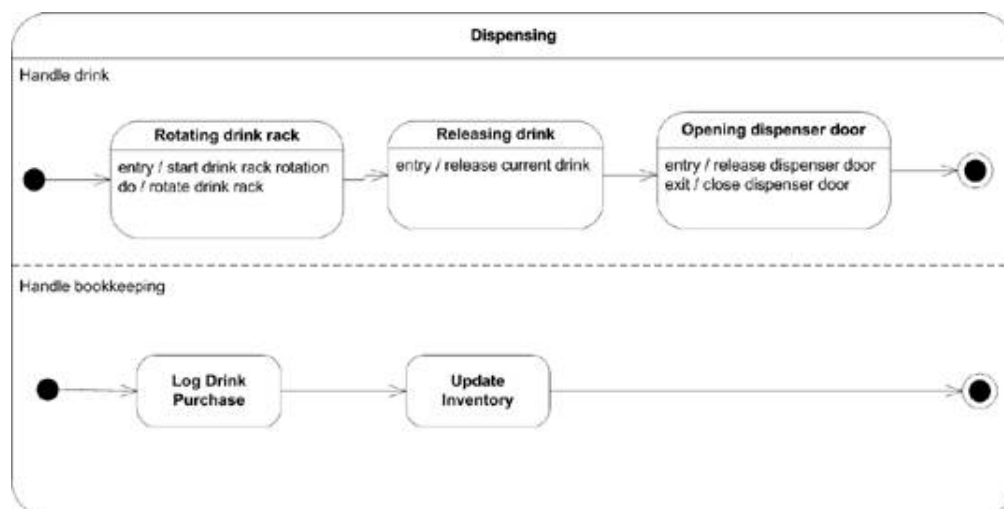 Dispensing
Handle drink
Rotating drink rack
entry / start drink rack rotation
do / rotate drink rack
Releasing drink
entry / release current drink
Opening dispenser door
entry / release dispenser door
exit / close dispenser door
Handle bookkeeping
Log Drink
Purchase
Update
Inventory